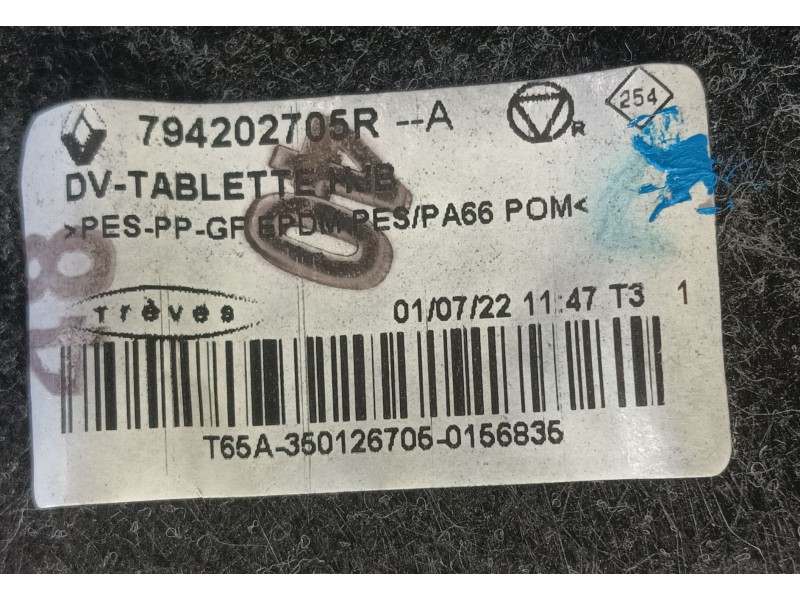 794202705R --A
R
254
DV-TABLETTE HJB
>PES-PP-GF EPDM PES/PA66 POM<
Trèves
01/07/22 11:47 T3 1
T65A-350126705-0156835